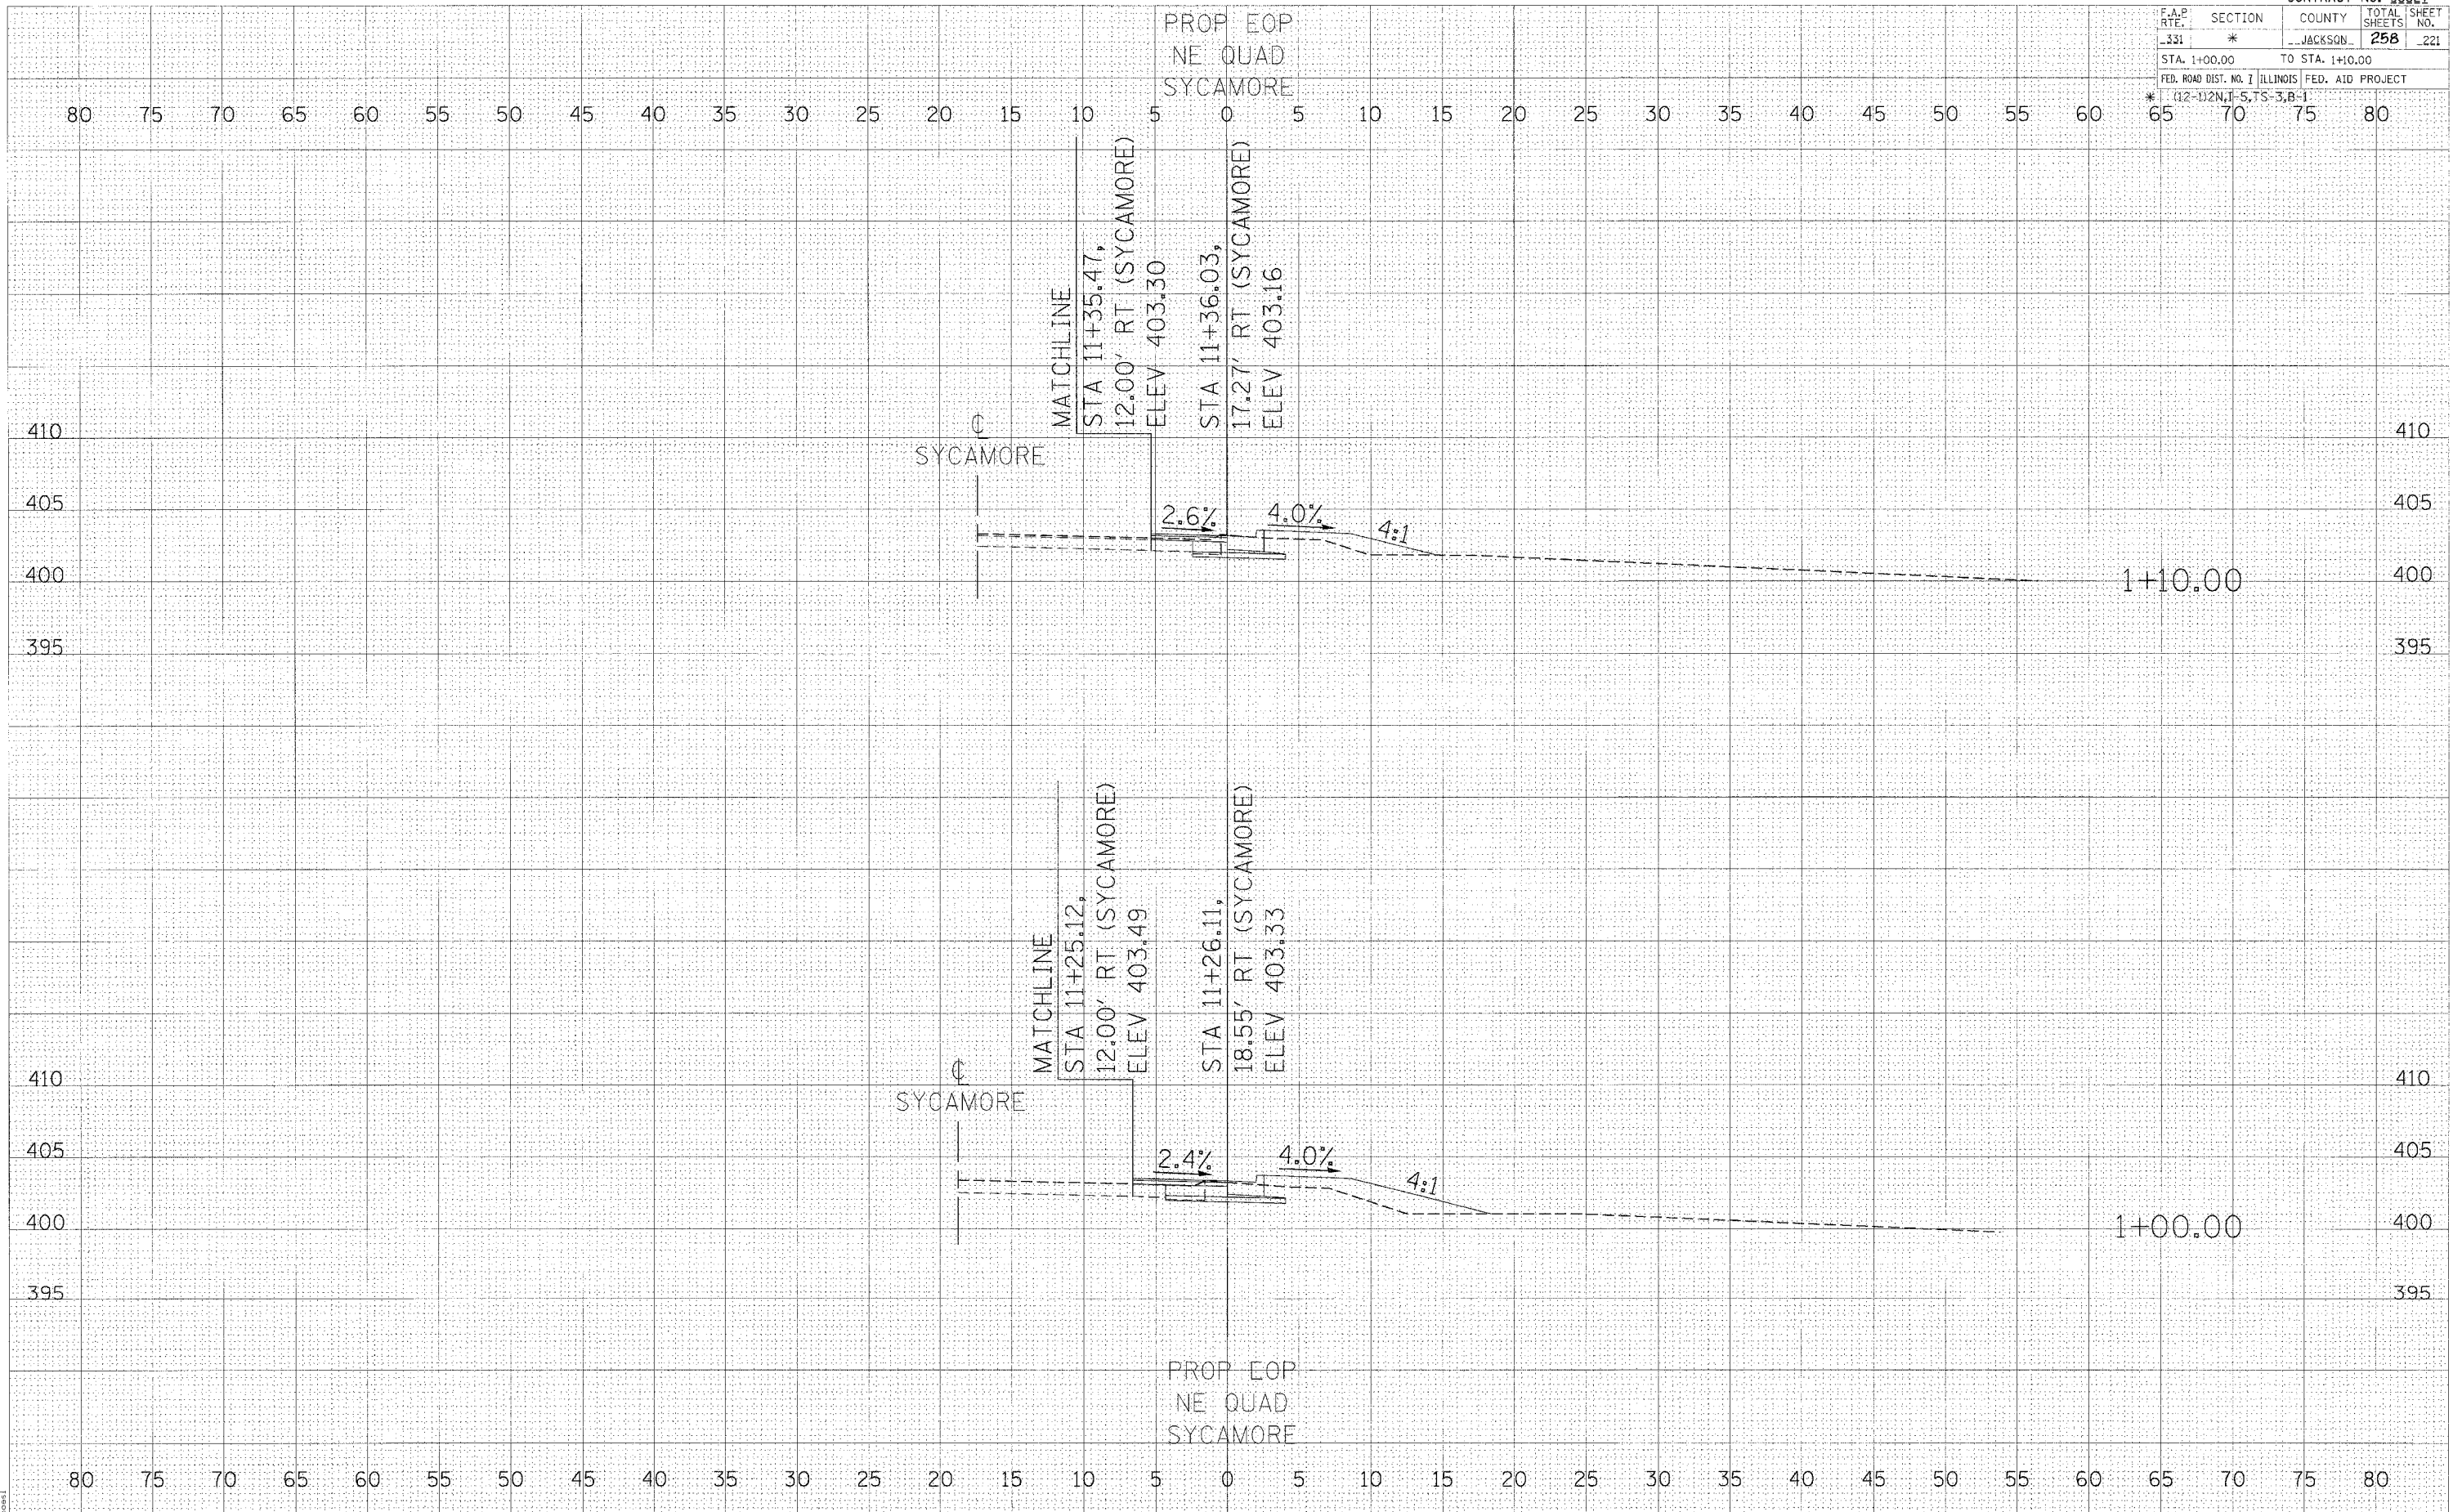 F.A.P. RTE. SECTION COUNTY TOTAL SHEETS SHEET NO.
331 * JACKSON 258 221
STA. 1+00.00 TO STA. 1+10.00
FED. ROAD DIST. NO. 7 ILLINOIS FED. AID PROJECT
* (12-1)2N,T-5,TS-3,B-1
PROP EOP
NE QUAD
SYCAMORE
80 75 70 65 60 55 50 45 40 35 30 25 20 15 10 5 0 5 10 15 20 25 30 35 40 45 50 55 60 65 70 75 80
MATCHLINE
STA 11+35.47,
12.00' RT (SYCAMORE)
ELEV 403.30
STA 11+36.03,
17.27' RT (SYCAMORE)
ELEV 403.16
℄
SYCAMORE
410 410
405 405
2.6% 4.0% 4:1
400 400
1+10.00
395 395
MATCHLINE
STA 11+25.12,
12.00' RT (SYCAMORE)
ELEV 403.49
STA 11+26.11,
18.55' RT (SYCAMORE)
ELEV 403.33
℄
SYCAMORE
410 410
405 405
2.4% 4.0% 4:1
400 400
1+00.00
395 395
PROP EOP
NE QUAD
SYCAMORE
80 75 70 65 60 55 50 45 40 35 30 25 20 15 10 5 0 5 10 15 20 25 30 35 40 45 50 55 60 65 70 75 80